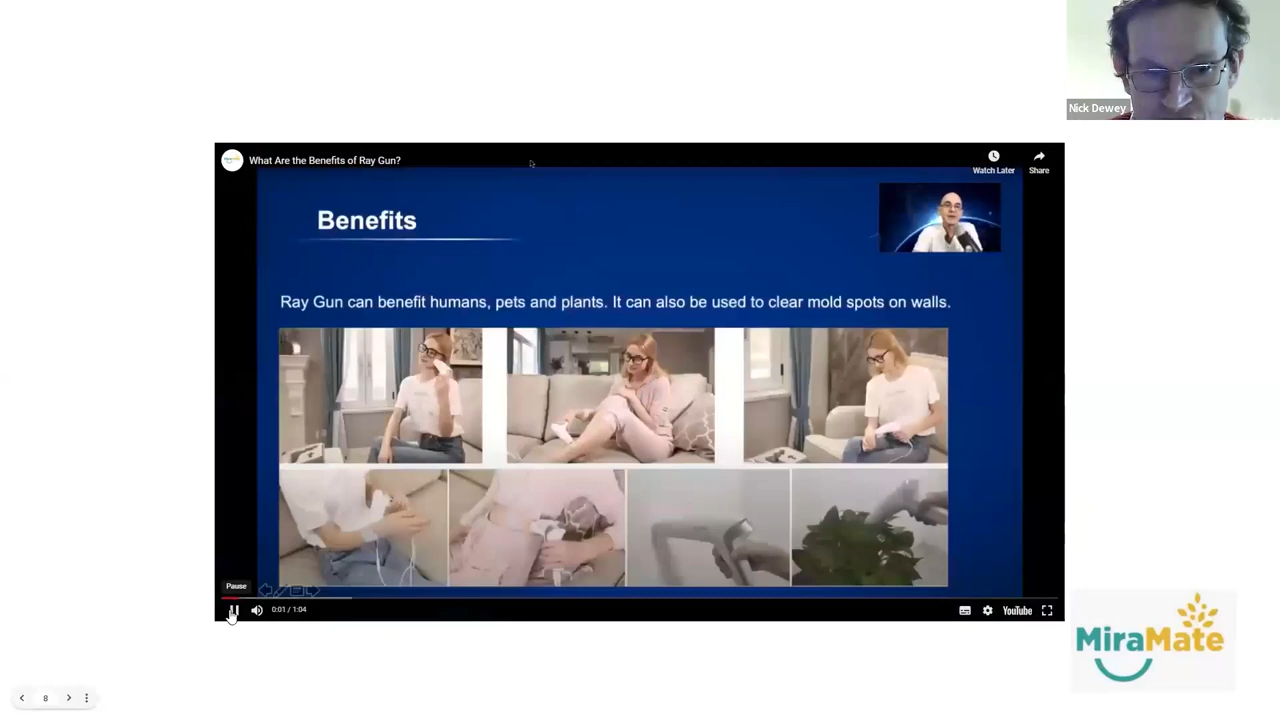 Nick Dewey
What Are the Benefits of Ray Gun?
Watch Later
Share
Benefits
Ray Gun can benefit humans, pets and plants. It can also be used to clear mold spots on walls.
Pause
0:01 / 1:04
YouTube
MiraMate
8